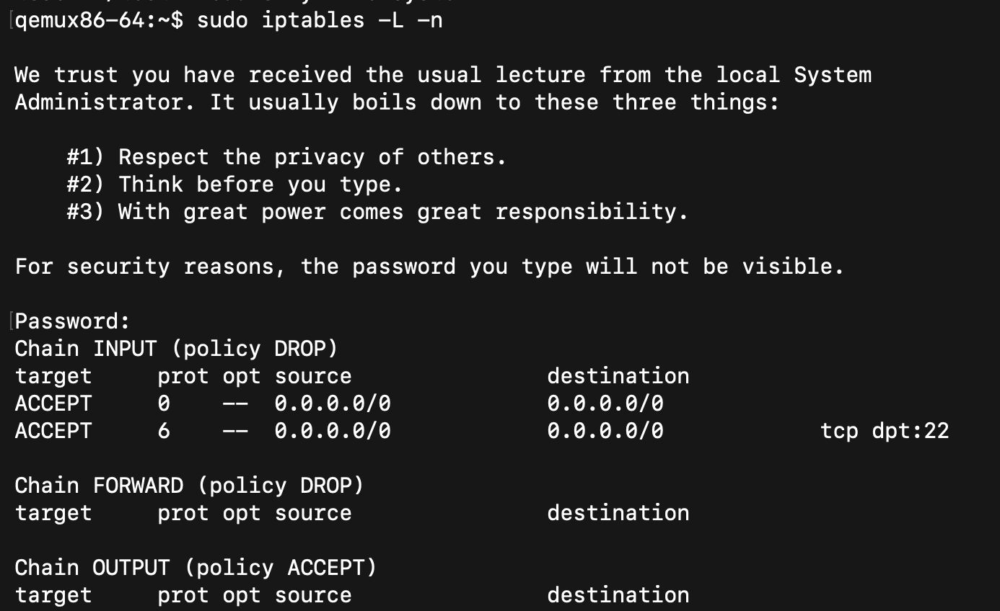 [qemux86-64:~$ sudo iptables -L -n
We trust you have received the usual lecture from the local System
Administrator. It usually boils down to these three things:
#1) Respect the privacy of others.
#2) Think before you type.
#3) With great power comes great responsibility.
For security reasons, the password you type will not be visible.
[Password:
Chain INPUT (policy DROP)
target     prot opt source               destination
ACCEPT     0    --  0.0.0.0/0            0.0.0.0/0
ACCEPT     6    --  0.0.0.0/0            0.0.0.0/0            tcp dpt:22
Chain FORWARD (policy DROP)
target     prot opt source               destination
Chain OUTPUT (policy ACCEPT)
target     prot opt source               destination